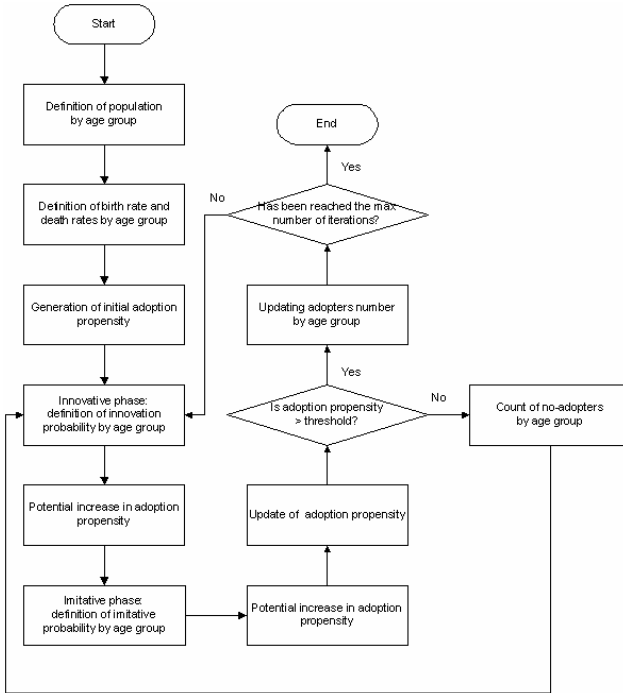 Start
Definition of population
by age group
Definition of birth rate and
death rates by age group
Generation of initial adoption
propensity
Innovative phase:
definition of innovation
probability by age group
Potential increase in adoption
propensity
Imitative phase:
definition of imitative
probability by age group
Potential increase in adoption
propensity
Update of adoption propensity
Is adoption propensity
> threshold?
No
Count of no-adopters
by age group
Yes
Updating adopters number
by age group
Has been reached the max
number of iterations?
No
Yes
End